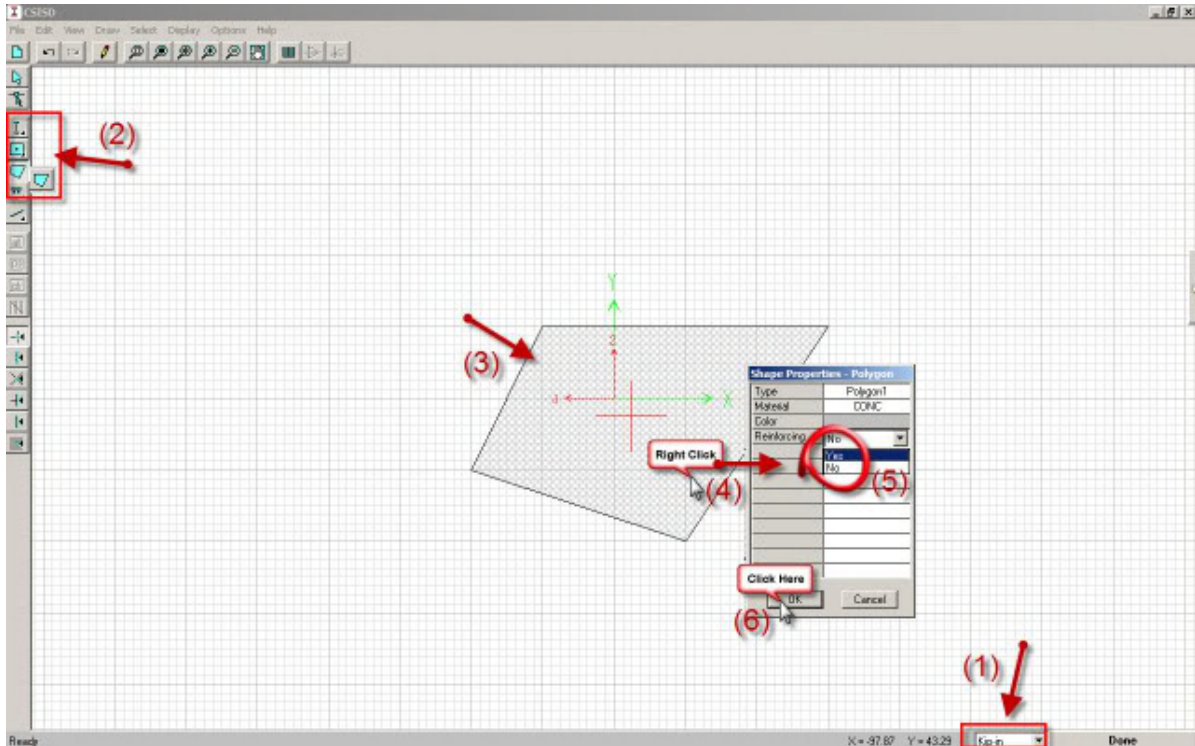 CSISD
File Edit View Draw Select Display Options Help
(2)
Y
2
(3)
3
X
Shape Properties - Polygon
Type Polygon1
Material CONC
Color
Reinforcing No
Yes
No
Right Click
(4)
(5)
Click Here
OK Cancel
(6)
(1)
Ready X = -97.87 Y = 43.29 Kip-in Done